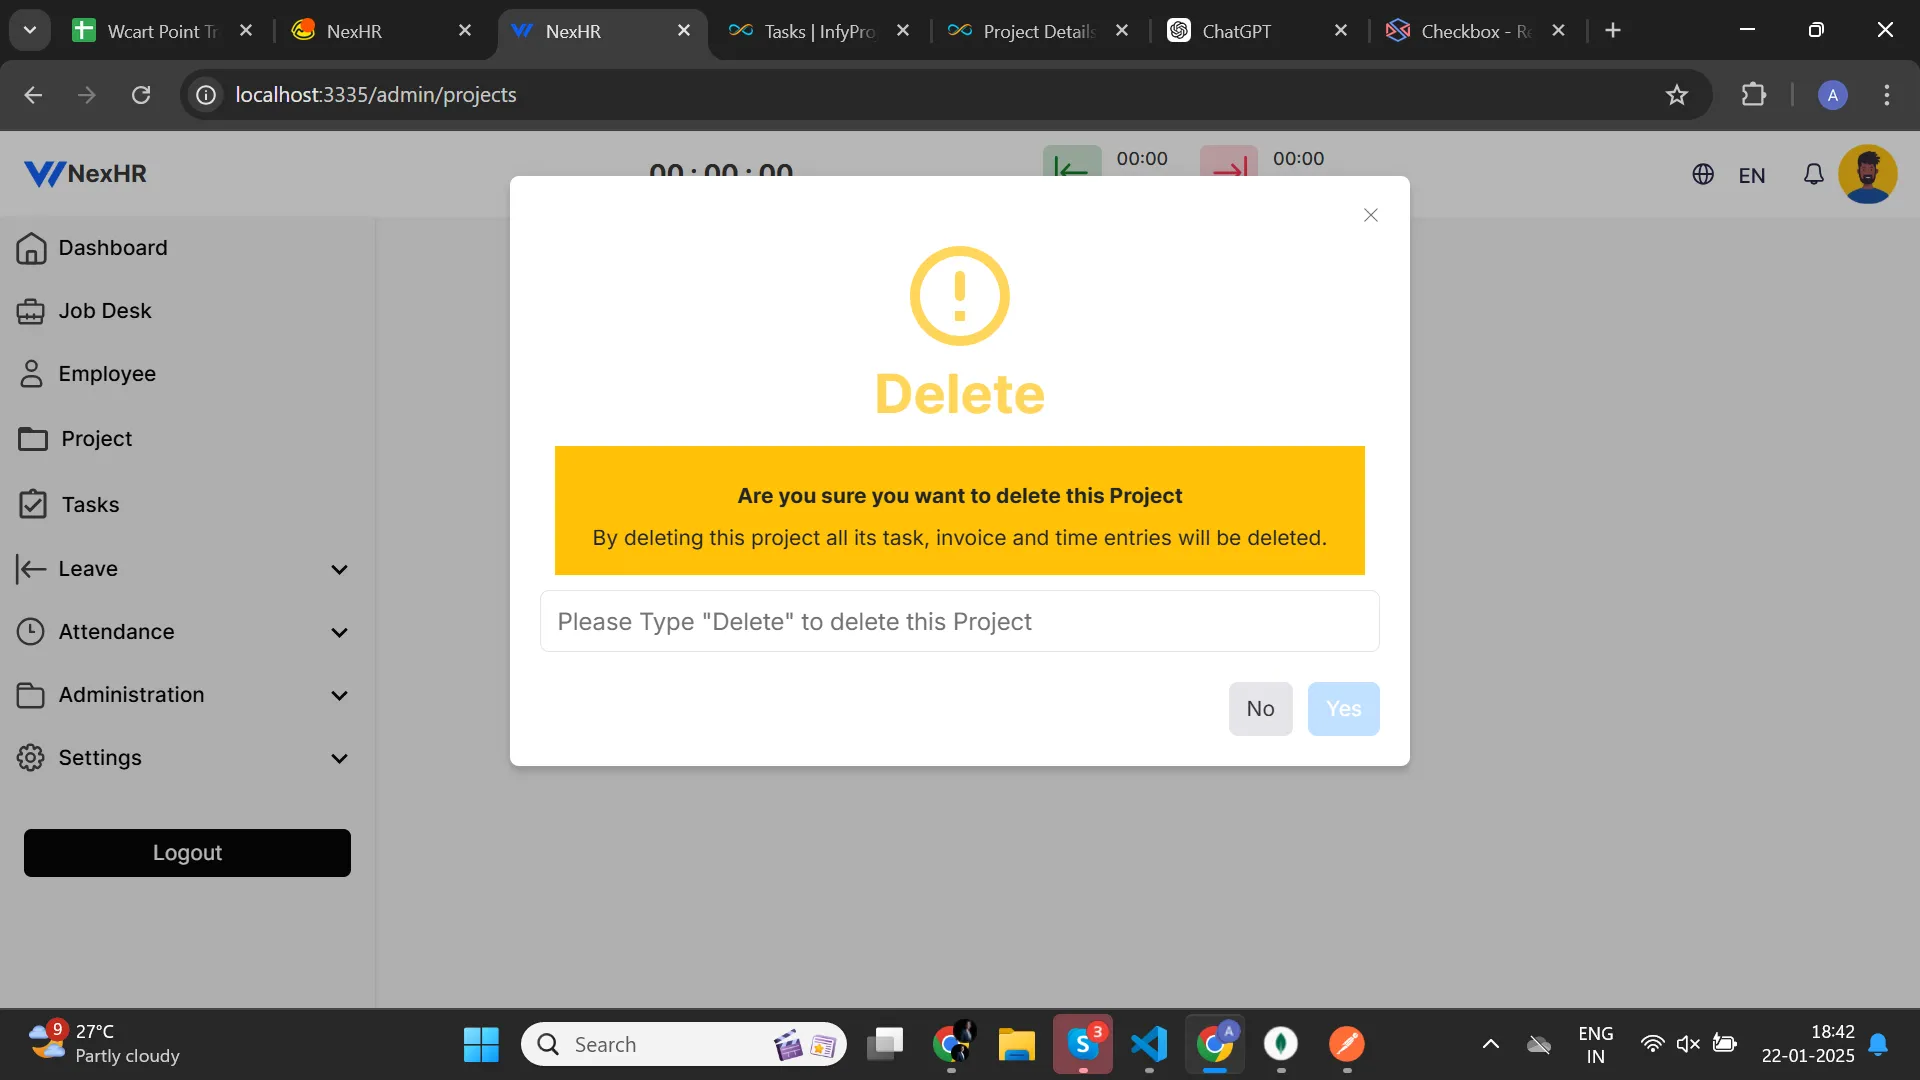 Wcart Point Tr
NexHR
NexHR
Tasks | InfyPro
Project Details
ChatGPT
Checkbox - Re
localhost:3335/admin/projects
A
NexHR
00 : 00 : 00
00:00
00:00
EN
Dashboard
Job Desk
Employee
Project
Tasks
Leave
Attendance
Administration
Settings
Logout
Delete
Are you sure you want to delete this Project
By deleting this project all its task, invoice and time entries will be deleted.
Please Type "Delete" to delete this Project
No
Yes
9
27°C
Partly cloudy
Search
S
3
A
ENG
IN
18:42
22-01-2025